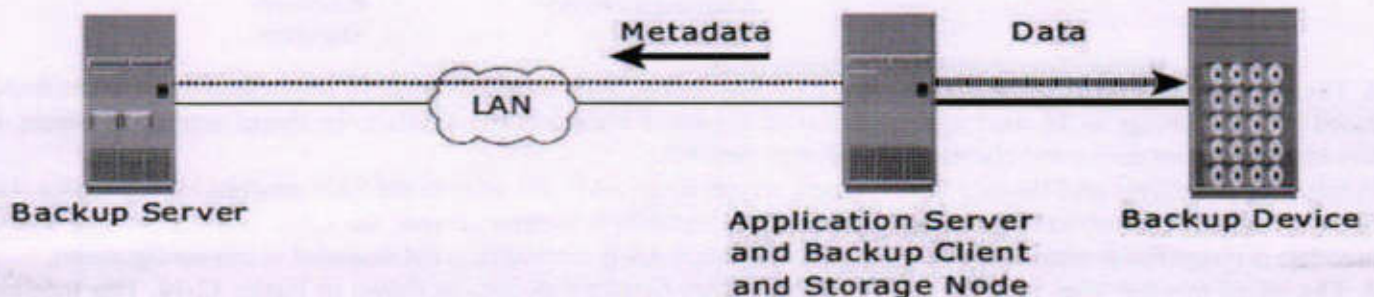 Metadata
Data
LAN
Backup Server
Application Server
and Backup Client
and Storage Node
Backup Device